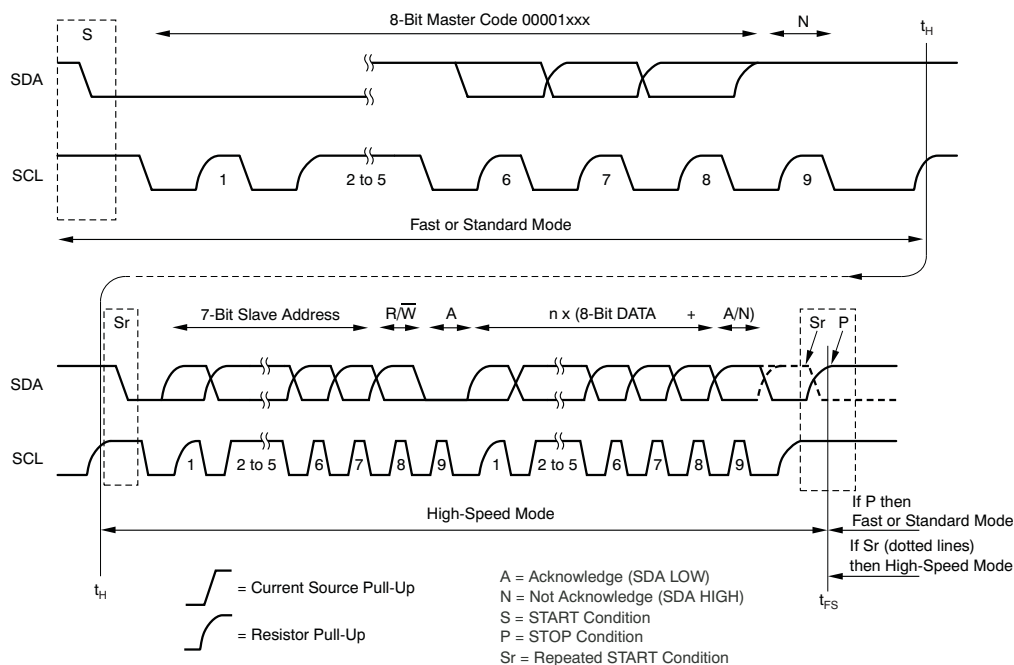 8-Bit Master Code 00001xxx
S
N
tH
SDA
SCL
1
2 to 5
6
7
8
9
Fast or Standard Mode
Sr
7-Bit Slave Address
R/W̅
A
n x (8-Bit DATA
+
A/N)
Sr
P
SDA
SCL
1
2 to 5
6
7
8
9
1
2 to 5
6
7
8
9
High-Speed Mode
If P then
Fast or Standard Mode
If Sr (dotted lines)
then High-Speed Mode
tH
tFS
= Current Source Pull-Up
= Resistor Pull-Up
A = Acknowledge (SDA LOW)
N = Not Acknowledge (SDA HIGH)
S = START Condition
P = STOP Condition
Sr = Repeated START Condition